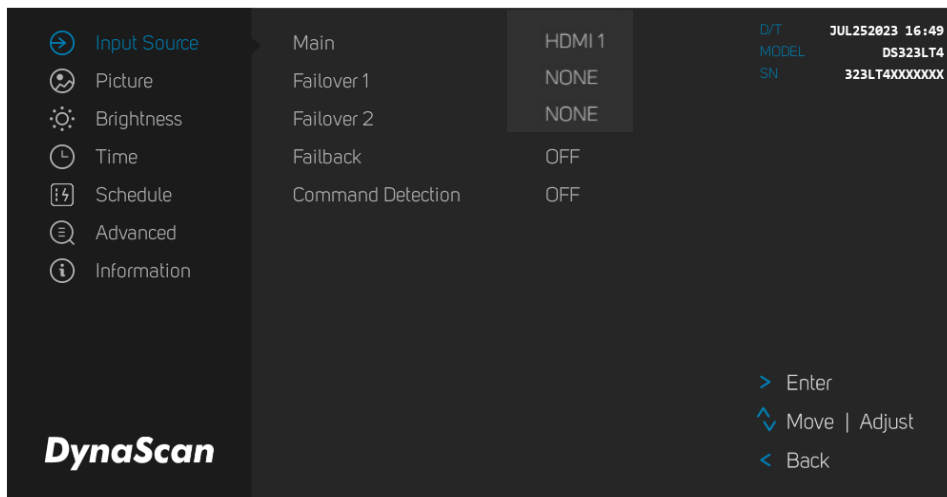 Input Source
Picture
Brightness
Time
Schedule
Advanced
Information
DynaScan
Main HDMI 1
Failover 1 NONE
Failover 2 NONE
Failback OFF
Command Detection OFF
D/T JUL252023 16:49
MODEL DS323LT4
SN 323LT4XXXXXX
> Enter
Move | Adjust
< Back